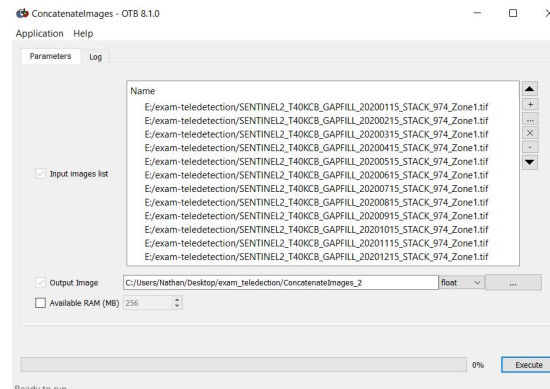 ConcatenateImages - OTB 8.1.0
Application Help
Parameters Log
Name
E:/exam-teledetection/SENTINEL2_T40KCB_GAPFILL_20200115_STACK_974_Zone1.tif
E:/exam-teledetection/SENTINEL2_T40KCB_GAPFILL_20200215_STACK_974_Zone1.tif
E:/exam-teledetection/SENTINEL2_T40KCB_GAPFILL_20200315_STACK_974_Zone1.tif
E:/exam-teledetection/SENTINEL2_T40KCB_GAPFILL_20200415_STACK_974_Zone1.tif
E:/exam-teledetection/SENTINEL2_T40KCB_GAPFILL_20200515_STACK_974_Zone1.tif
E:/exam-teledetection/SENTINEL2_T40KCB_GAPFILL_20200615_STACK_974_Zone1.tif
E:/exam-teledetection/SENTINEL2_T40KCB_GAPFILL_20200715_STACK_974_Zone1.tif
E:/exam-teledetection/SENTINEL2_T40KCB_GAPFILL_20200815_STACK_974_Zone1.tif
E:/exam-teledetection/SENTINEL2_T40KCB_GAPFILL_20200915_STACK_974_Zone1.tif
E:/exam-teledetection/SENTINEL2_T40KCB_GAPFILL_20201015_STACK_974_Zone1.tif
E:/exam-teledetection/SENTINEL2_T40KCB_GAPFILL_20201115_STACK_974_Zone1.tif
E:/exam-teledetection/SENTINEL2_T40KCB_GAPFILL_20201215_STACK_974_Zone1.tif
Input images list
Output Image C:/Users/Nathan/Desktop/exam_teledection/ConcatenateImages_2 float ...
Available RAM (MB) 256
0% Execute
Ready to run